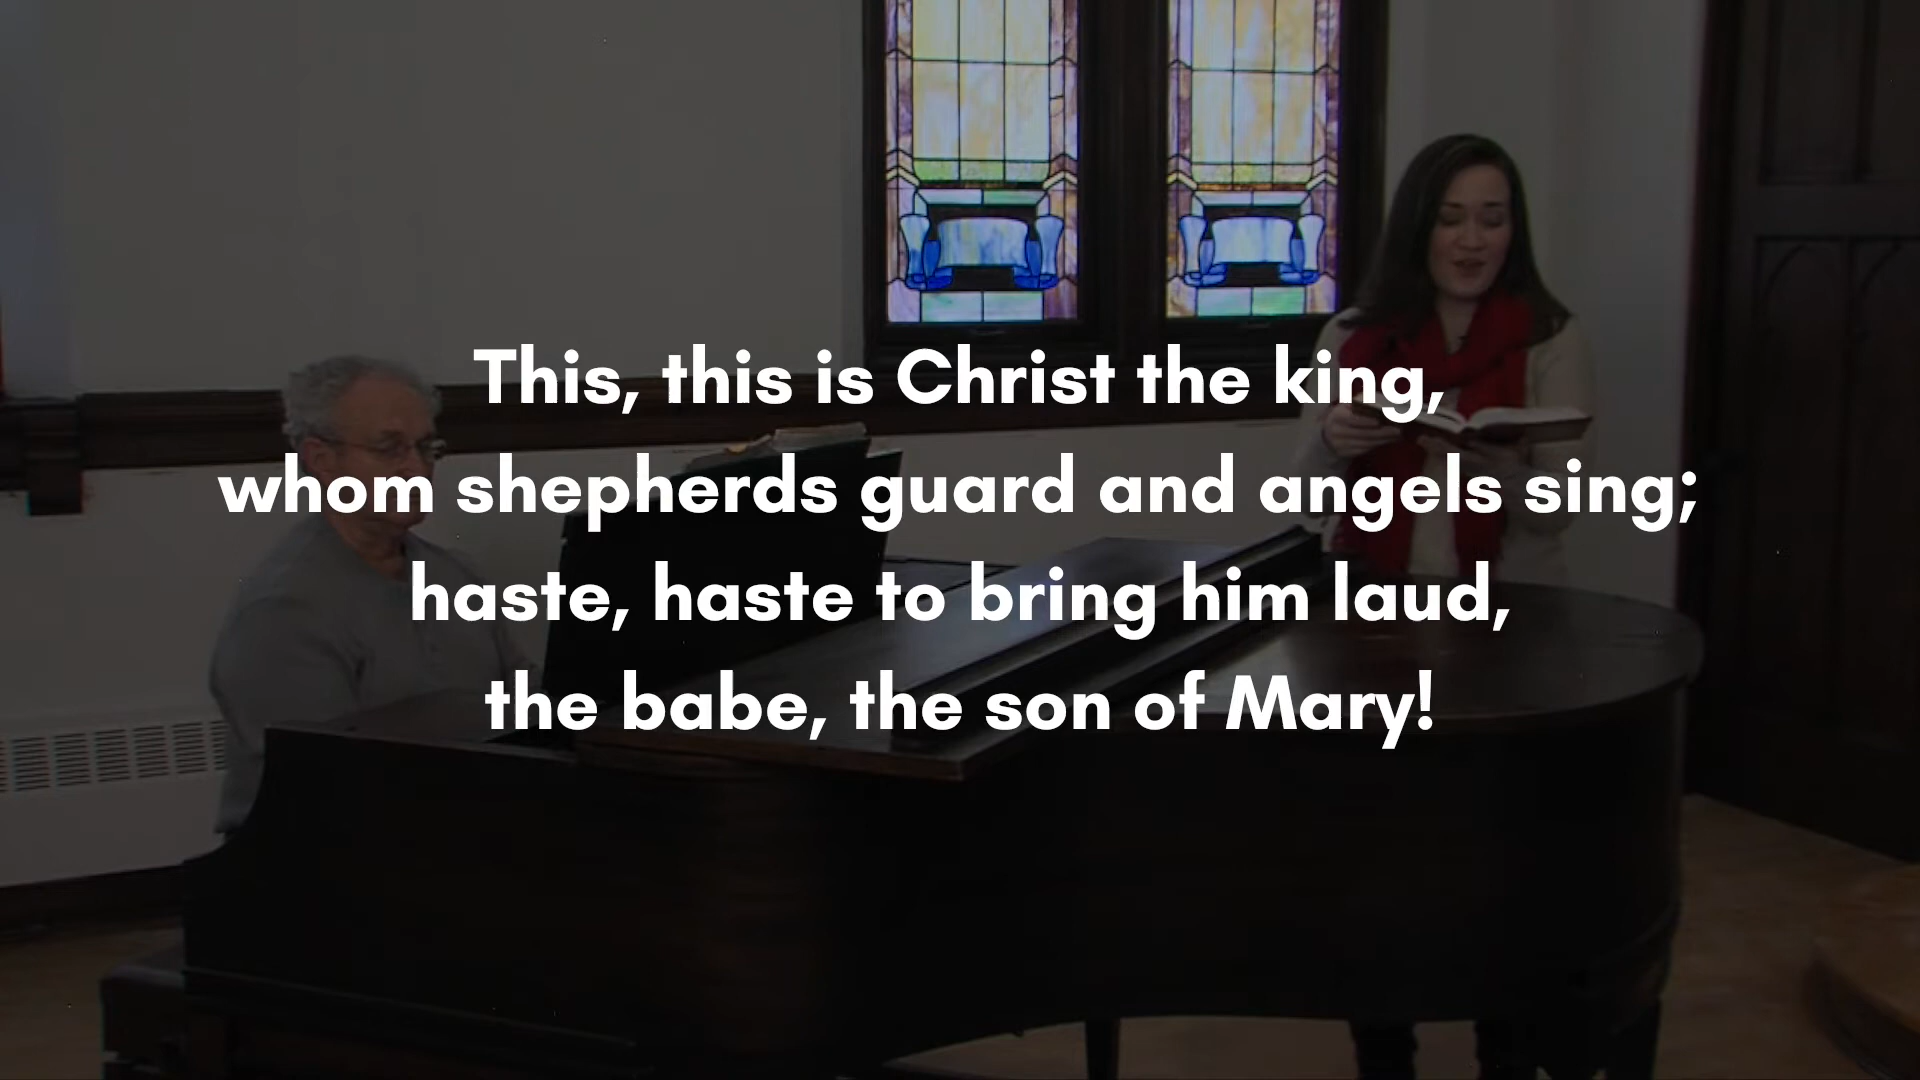 This, this is Christ the king,
whom shepherds guard and angels sing;
haste, haste to bring him laud,
the babe, the son of Mary!